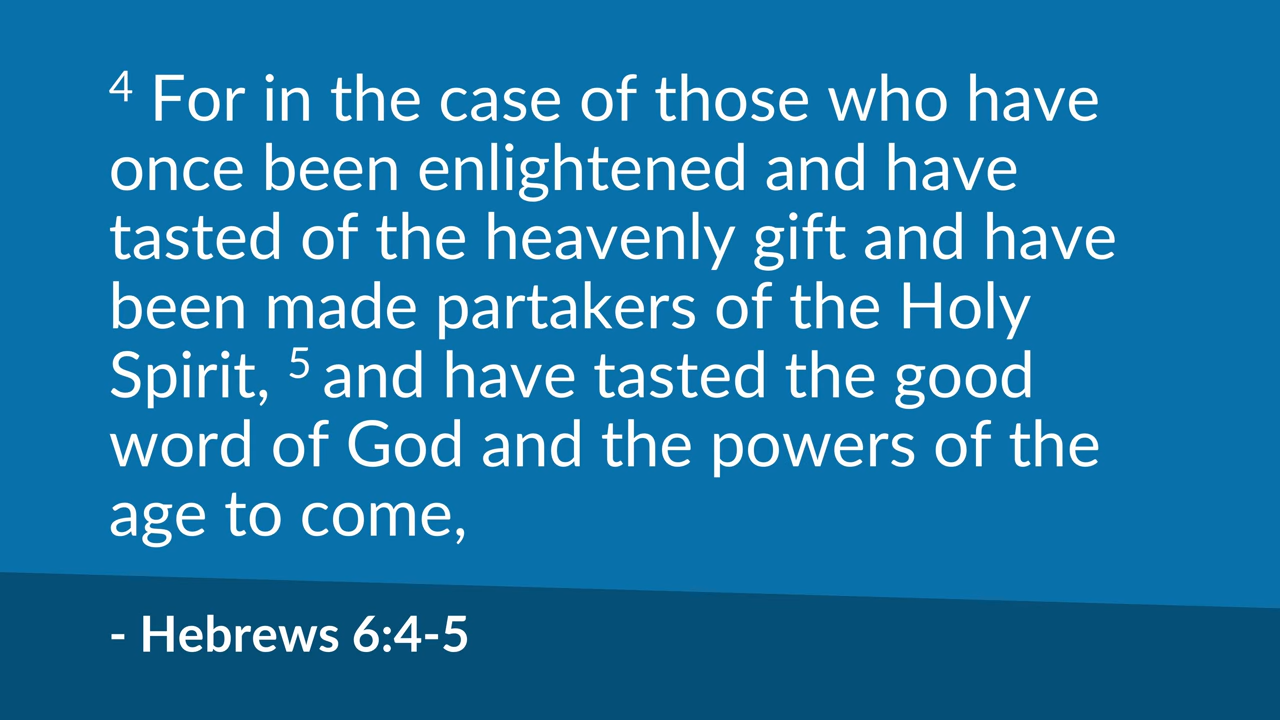 ⁴ For in the case of those who have
once been enlightened and have
tasted of the heavenly gift and have
been made partakers of the Holy
Spirit, ⁵ and have tasted the good
word of God and the powers of the
age to come,
- Hebrews 6:4-5